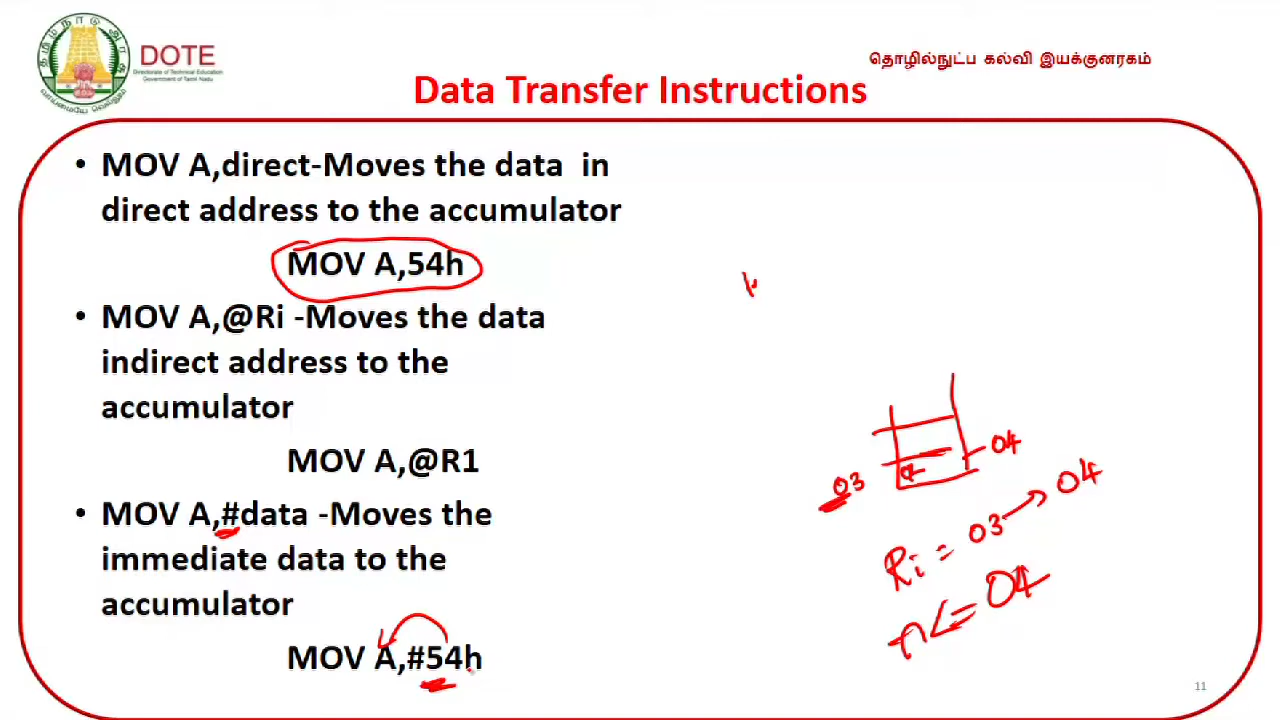 தொழில்நுட்ப கல்வி இயக்குனரகம்
DOTE
Directorate of Technical Education
Government of Tamil Nadu
Data Transfer Instructions
• MOV A,direct-Moves the data in
direct address to the accumulator
MOV A,54h
• MOV A,@Ri -Moves the data
indirect address to the
accumulator
MOV A,@R1
• MOV A,#data -Moves the
immediate data to the
accumulator
MOV A,#54h
03
04
Ri = 03 → 04
04
11